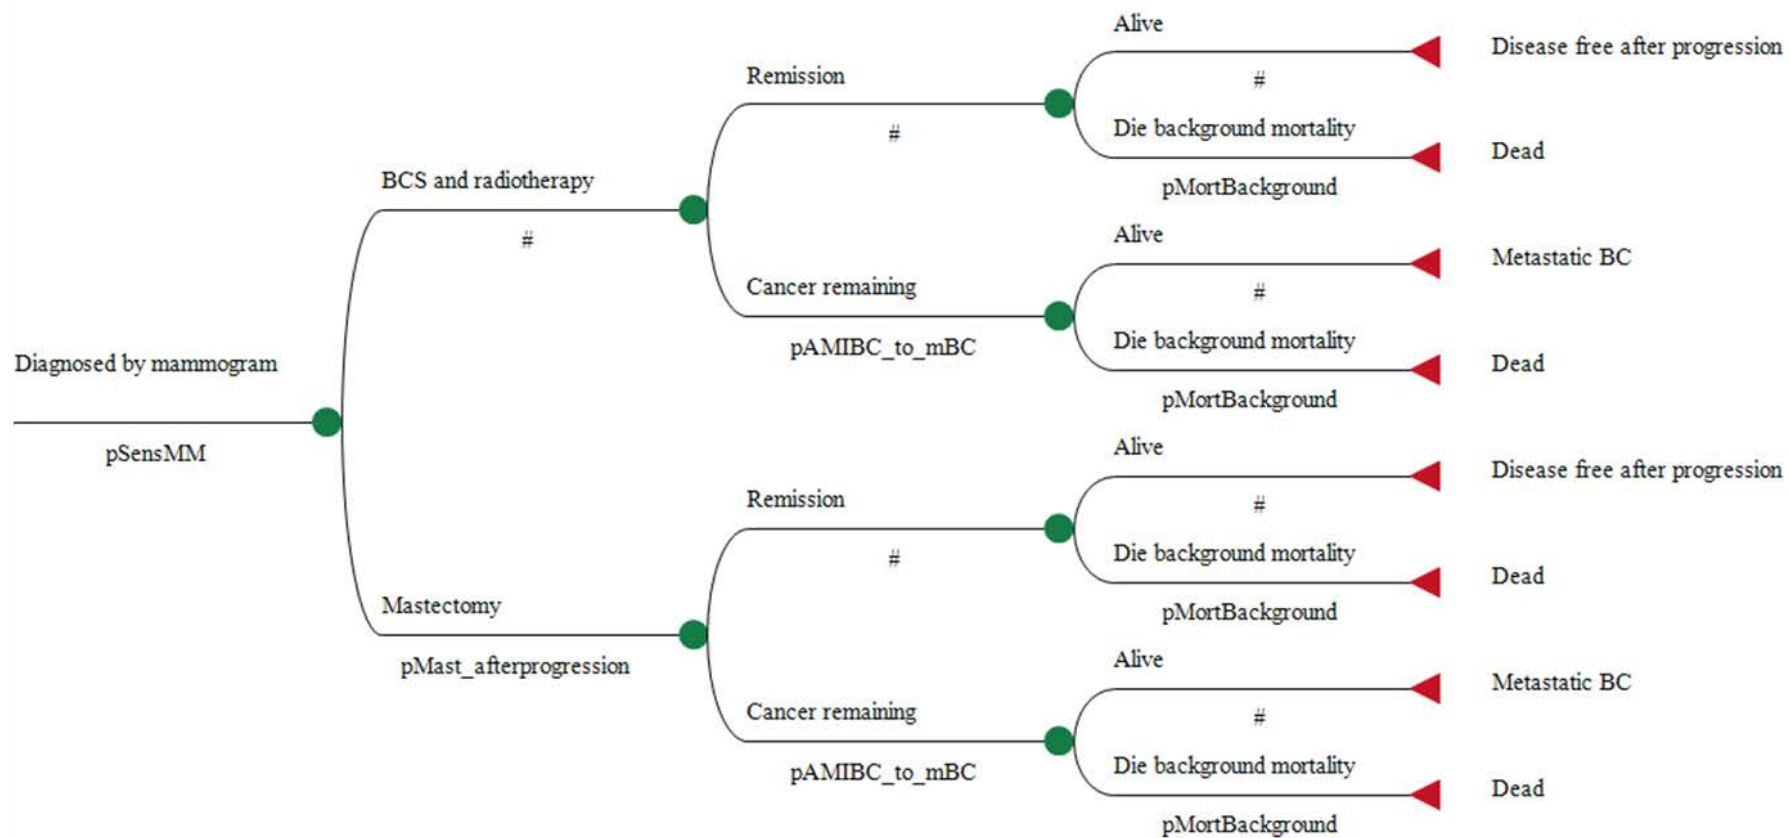 Diagnosed by mammogram
pSensMM
BCS and radiotherapy
#
Remission
#
Alive
#
Disease free after progression
Die background mortality
pMortBackground
Dead
Cancer remaining
pAMIBC_to_mBC
Alive
#
Metastatic BC
Die background mortality
pMortBackground
Dead
Mastectomy
pMast_afterprogression
Remission
#
Alive
#
Disease free after progression
Die background mortality
pMortBackground
Dead
Cancer remaining
pAMIBC_to_mBC
Alive
#
Metastatic BC
Die background mortality
pMortBackground
Dead